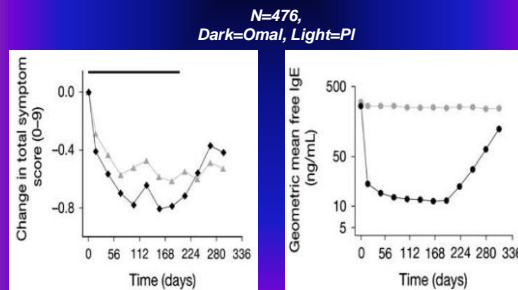 N=476,
Dark=Omal, Light=Pl
Change in total symptom
score (0–9)
0.0
−0.4
−0.8
0 56 112 168 224 280 336
Time (days)
Geometric mean free IgE
(ng/mL)
500
50
10
5
0 56 112 168 224 280 336
Time (days)